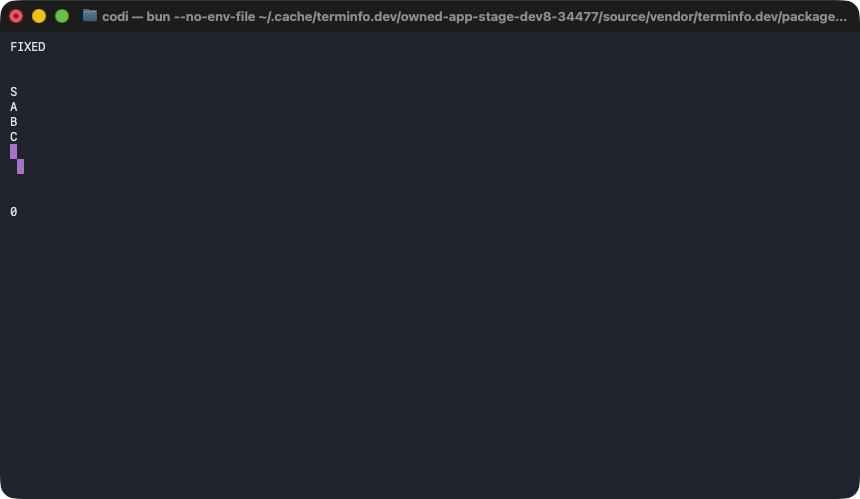 codi — bun --no-env-file ~/.cache/terminfo.dev/owned-app-stage-dev8-34477/source/vendor/terminfo.dev/package...
FIXED
S
A
B
C
0